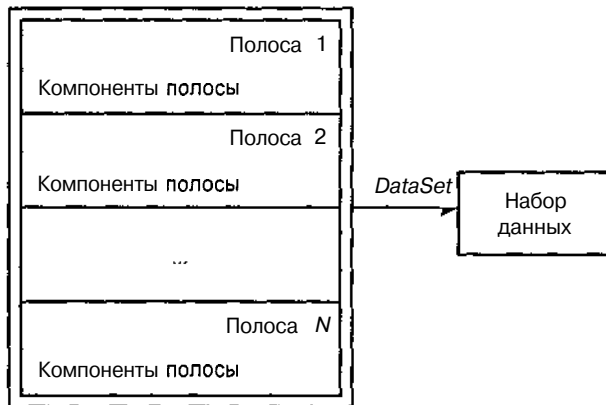 Полоса 1
Компоненты полосы
Полоса 2
Компоненты полосы
DataSet
Набор
данных
...
Полоса N
Компоненты полосы